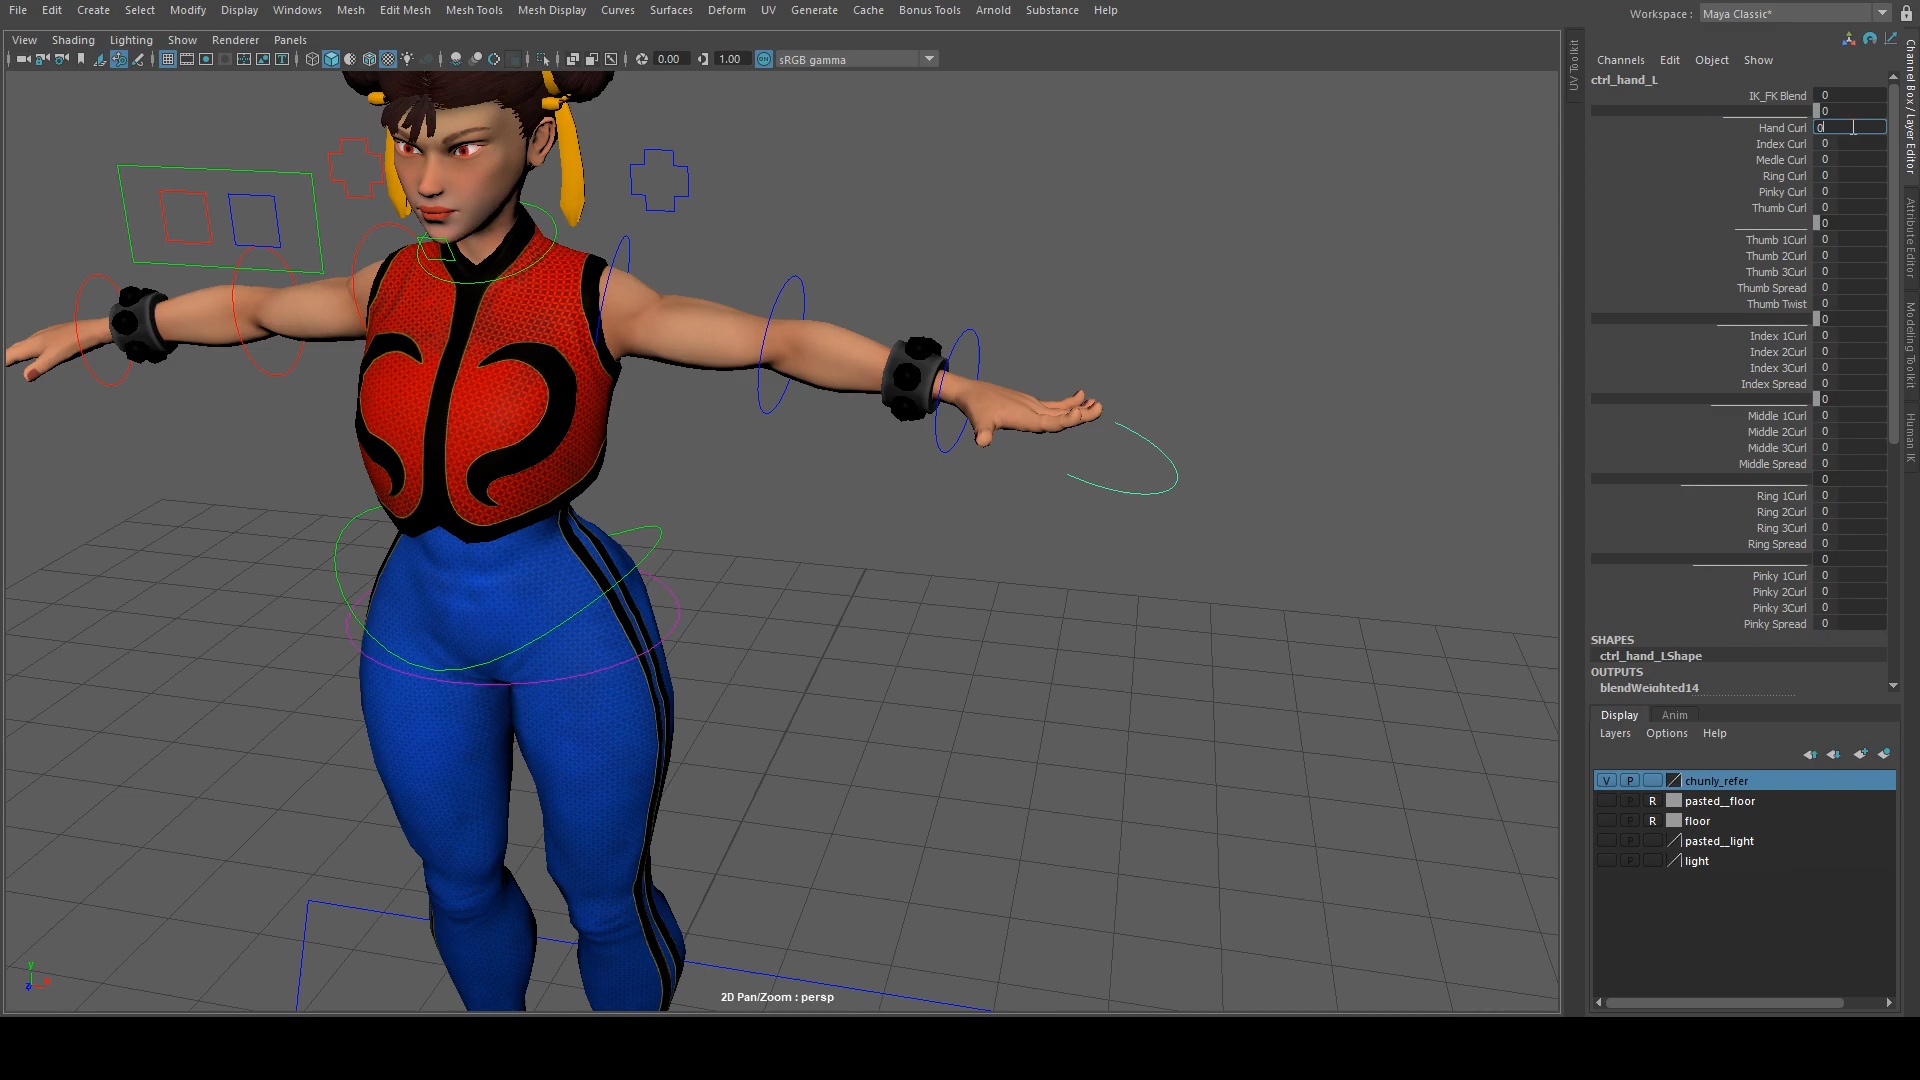 File Edit Create Select Modify Display Windows Mesh Edit Mesh Mesh Tools Mesh Display Curves Surfaces Deform UV Generate Cache Bonus Tools Arnold Substance Help
Workspace : Maya Classic*
View Shading Lighting Show Renderer Panels
0.00 1.00 ON sRGB gamma
Channels Edit Object Show
ctrl_hand_L
IK_FK Blend 0
0
Hand Curl 0
Index Curl 0
Medle Curl 0
Ring Curl 0
Pinky Curl 0
Thumb Curl 0
0
Thumb 1Curl 0
Thumb 2Curl 0
Thumb 3Curl 0
Thumb Spread 0
Thumb Twist 0
0
Index 1Curl 0
Index 2Curl 0
Index 3Curl 0
Index Spread 0
0
Middle 1Curl 0
Middle 2Curl 0
Middle 3Curl 0
Middle Spread 0
0
Ring 1Curl 0
Ring 2Curl 0
Ring 3Curl 0
Ring Spread 0
0
Pinky 1Curl 0
Pinky 2Curl 0
Pinky 3Curl 0
Pinky Spread 0
SHAPES
ctrl_hand_LShape
OUTPUTS
blendWeighted14
Display Anim
Layers Options Help
V P chunly_refer
P R pasted__floor
P R floor
P pasted__light
P light
UV Toolkit
Channel Box / Layer Editor
Attribute Editor
Modeling Toolkit
Human IK
2D Pan/Zoom : persp
y
z